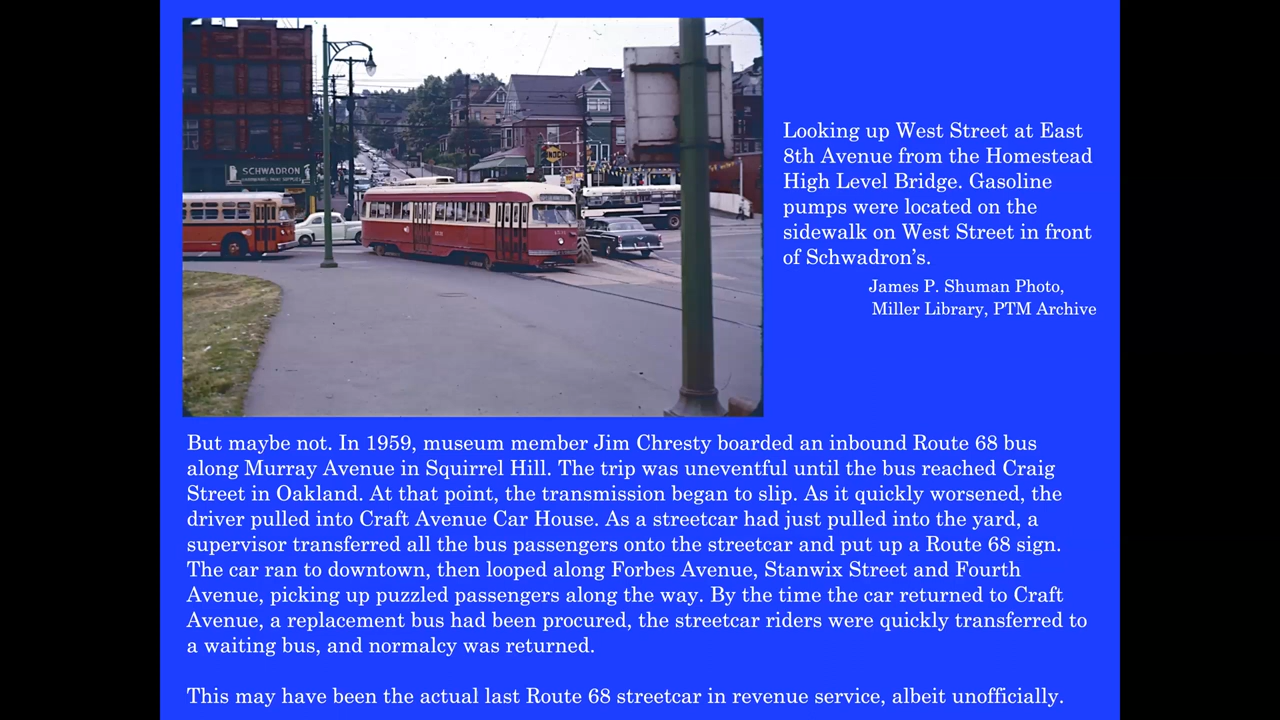 SCHWADRON
Looking up West Street at East
8th Avenue from the Homestead
High Level Bridge. Gasoline
pumps were located on the
sidewalk on West Street in front
of Schwadron’s.
James P. Shuman Photo,
Miller Library, PTM Archive
But maybe not. In 1959, museum member Jim Chresty boarded an inbound Route 68 bus
along Murray Avenue in Squirrel Hill. The trip was uneventful until the bus reached Craig
Street in Oakland. At that point, the transmission began to slip. As it quickly worsened, the
driver pulled into Craft Avenue Car House. As a streetcar had just pulled into the yard, a
supervisor transferred all the bus passengers onto the streetcar and put up a Route 68 sign.
The car ran to downtown, then looped along Forbes Avenue, Stanwix Street and Fourth
Avenue, picking up puzzled passengers along the way. By the time the car returned to Craft
Avenue, a replacement bus had been procured, the streetcar riders were quickly transferred to
a waiting bus, and normalcy was returned.
This may have been the actual last Route 68 streetcar in revenue service, albeit unofficially.